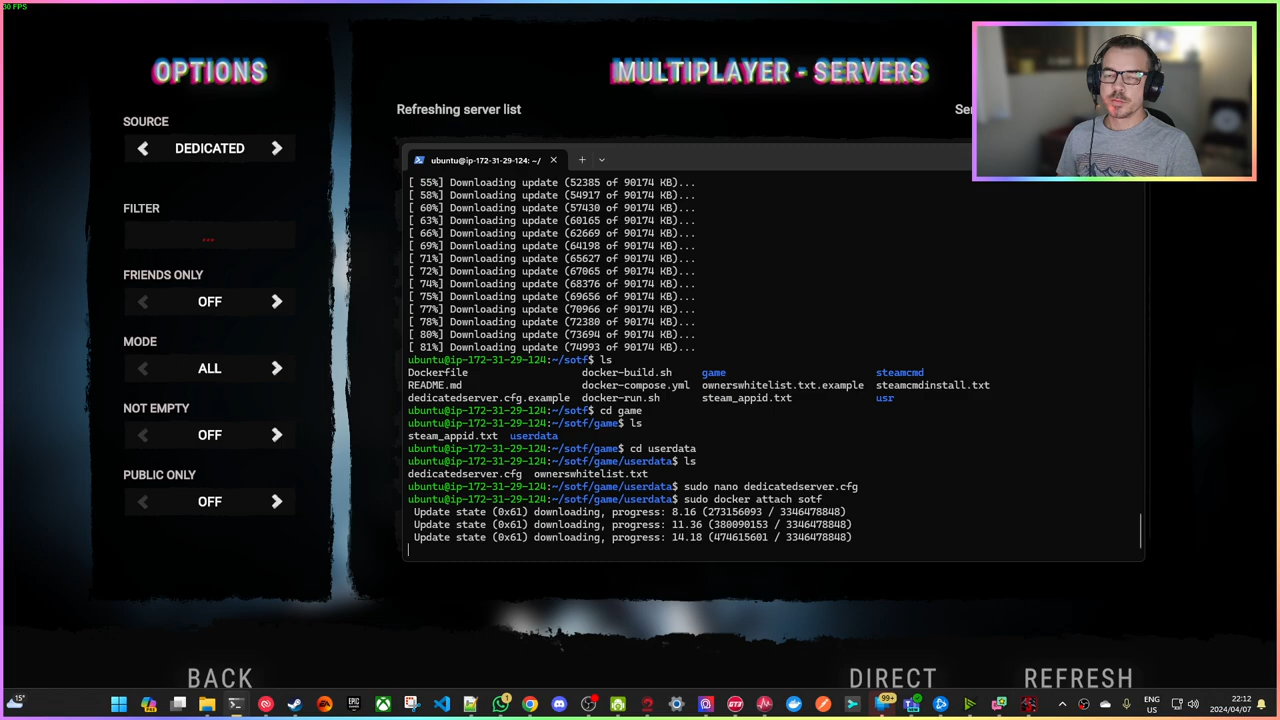 30 FPS
OPTIONS
MULTIPLAYER - SERVERS
Refreshing server list
Ser
SOURCE
DEDICATED
FILTER
...
FRIENDS ONLY
OFF
MODE
ALL
NOT EMPTY
OFF
PUBLIC ONLY
OFF
ubuntu@ip-172-31-29-124: ~/
[ 55%] Downloading update (52385 of 90174 KB)...
[ 58%] Downloading update (54917 of 90174 KB)...
[ 60%] Downloading update (57430 of 90174 KB)...
[ 63%] Downloading update (60165 of 90174 KB)...
[ 66%] Downloading update (62669 of 90174 KB)...
[ 69%] Downloading update (64198 of 90174 KB)...
[ 71%] Downloading update (65627 of 90174 KB)...
[ 72%] Downloading update (67065 of 90174 KB)...
[ 74%] Downloading update (68376 of 90174 KB)...
[ 75%] Downloading update (69656 of 90174 KB)...
[ 77%] Downloading update (70966 of 90174 KB)...
[ 78%] Downloading update (72380 of 90174 KB)...
[ 80%] Downloading update (73694 of 90174 KB)...
[ 81%] Downloading update (74993 of 90174 KB)...
ubuntu@ip-172-31-29-124:~/sotf$ ls
Dockerfile docker-build.sh game steamcmd
README.md docker-compose.yml ownerswhitelist.txt.example steamcmdinstall.txt
dedicatedserver.cfg.example docker-run.sh steam_appid.txt usr
ubuntu@ip-172-31-29-124:~/sotf$ cd game
ubuntu@ip-172-31-29-124:~/sotf/game$ ls
steam_appid.txt userdata
ubuntu@ip-172-31-29-124:~/sotf/game$ cd userdata
ubuntu@ip-172-31-29-124:~/sotf/game/userdata$ ls
dedicatedserver.cfg ownerswhitelist.txt
ubuntu@ip-172-31-29-124:~/sotf/game/userdata$ sudo nano dedicatedserver.cfg
ubuntu@ip-172-31-29-124:~/sotf/game/userdata$ sudo docker attach sotf
Update state (0x61) downloading, progress: 8.16 (273156093 / 3346478848)
Update state (0x61) downloading, progress: 11.36 (380090153 / 3346478848)
Update state (0x61) downloading, progress: 14.18 (474615601 / 3346478848)
BACK
DIRECT
REFRESH
15°
EPIC
1
99+
ENG
US
22:12
2024/04/07